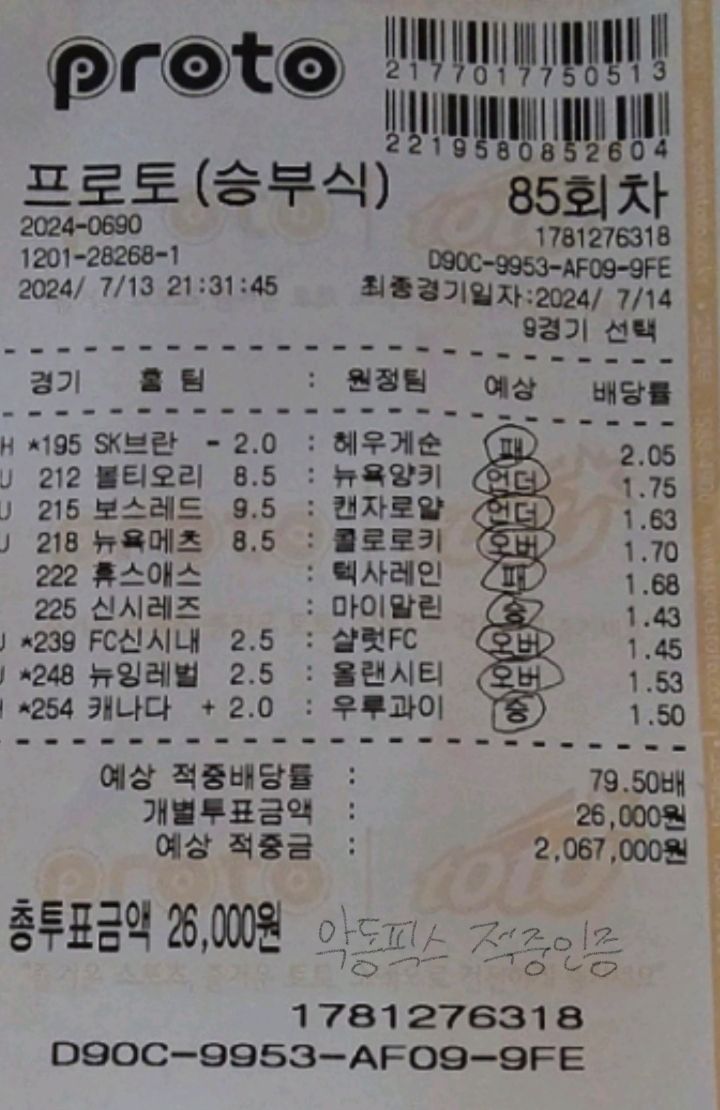 proto
2177017750513
2219580852604
프로토(승부식) 85회차
2024-0690 1781276318
1201-28268-1 D90C-9953-AF09-9FE
2024/ 7/13 21:31:45 최종경기일자:2024/ 7/14
9경기 선택
경기 홈 팀 : 원정팀 예상 배당률
H *195 SK브란 - 2.0 : 헤우게순 패 2.05
U 212 볼티오리 8.5 : 뉴욕양키 언더 1.75
U 215 보스레드 9.5 : 캔자로얄 언더 1.63
U 218 뉴욕메츠 8.5 : 콜로로키 오버 1.70
222 휴스애스 : 텍사레인 패 1.68
225 신시레즈 : 마이말린 승 1.43
U *239 FC신시내 2.5 : 샬럿FC 오버 1.45
U *248 뉴잉레벌 2.5 : 올랜시티 오버 1.53
H *254 캐나다 + 2.0 : 우루과이 승 1.50
예상 적중배당률 : 79.50배
개별투표금액 : 26,000원
예상 적중금 : 2,067,000원
총투표금액 26,000원 악동픽스 적중인증
1781276318
D90C-9953-AF09-9FE